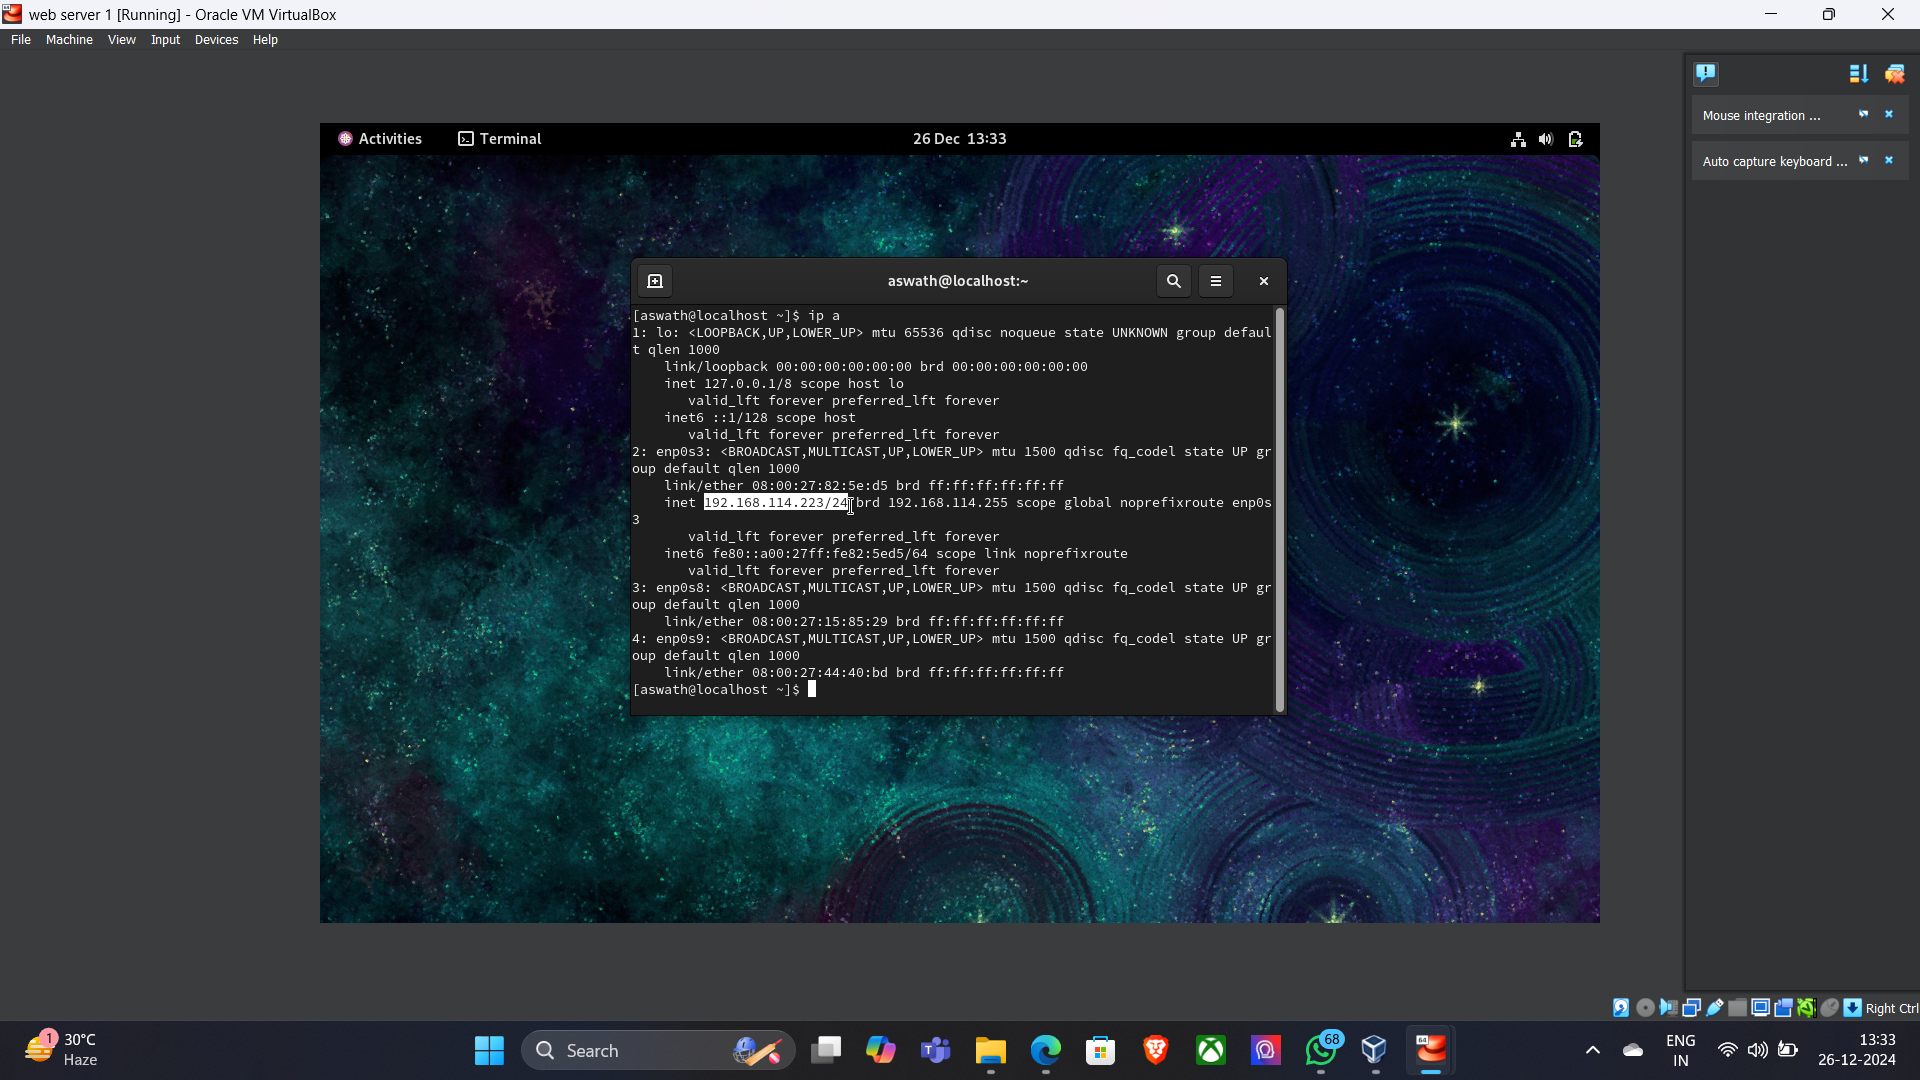 web server 1 [Running] - Oracle VM VirtualBox
File Machine View Input Devices Help
Mouse integration ...
Auto capture keyboard ...
Activities Terminal 26 Dec 13:33
aswath@localhost:~
[aswath@localhost ~]$ ip a
1: lo: <LOOPBACK,UP,LOWER_UP> mtu 65536 qdisc noqueue state UNKNOWN group defaul
t qlen 1000
link/loopback 00:00:00:00:00:00 brd 00:00:00:00:00:00
inet 127.0.0.1/8 scope host lo
valid_lft forever preferred_lft forever
inet6 ::1/128 scope host
valid_lft forever preferred_lft forever
2: enp0s3: <BROADCAST,MULTICAST,UP,LOWER_UP> mtu 1500 qdisc fq_codel state UP gr
oup default qlen 1000
link/ether 08:00:27:82:5e:d5 brd ff:ff:ff:ff:ff:ff
inet 192.168.114.223/24 brd 192.168.114.255 scope global noprefixroute enp0s
3
valid_lft forever preferred_lft forever
inet6 fe80::a00:27ff:fe82:5ed5/64 scope link noprefixroute
valid_lft forever preferred_lft forever
3: enp0s8: <BROADCAST,MULTICAST,UP,LOWER_UP> mtu 1500 qdisc fq_codel state UP gr
oup default qlen 1000
link/ether 08:00:27:15:85:29 brd ff:ff:ff:ff:ff:ff
4: enp0s9: <BROADCAST,MULTICAST,UP,LOWER_UP> mtu 1500 qdisc fq_codel state UP gr
oup default qlen 1000
link/ether 08:00:27:44:40:bd brd ff:ff:ff:ff:ff:ff
[aswath@localhost ~]$
Right Ctrl
1
30°C
Haze
Search
68
64
ENG
IN
13:33
26-12-2024